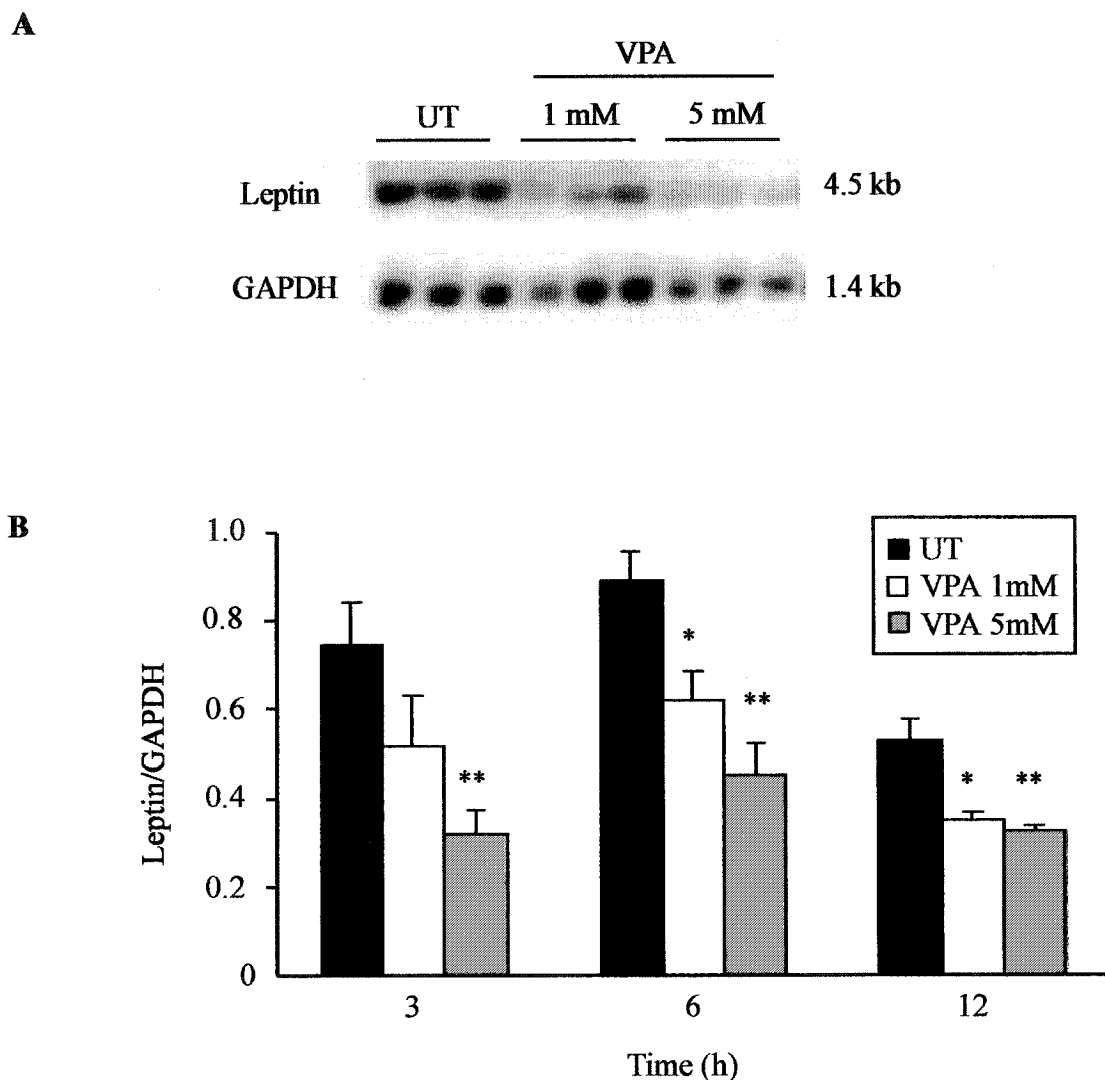 A
VPA
UT 1 mM 5 mM
Leptin 4.5 kb
GAPDH 1.4 kb
B
Leptin/GAPDH
1.0
0.8
0.6
0.4
0.2
0
UT
VPA 1mM
VPA 5mM
**
*
**
*
**
3 6 12
Time (h)